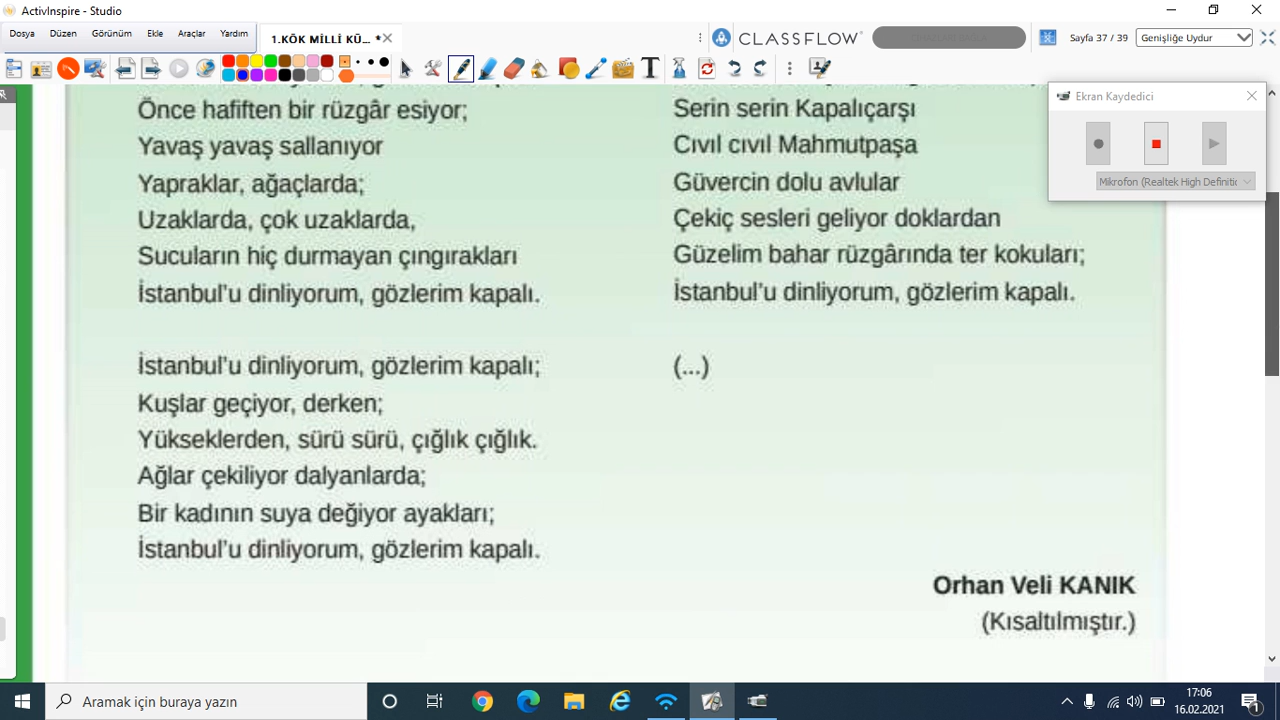 ActivInspire - Studio
Dosya Düzen Görünüm Ekle Araçlar Yardım
1.KÖK MİLLÎ KÜ... *
CLASSFLOW
Sayfa 37 / 39
Genişliğe Uydur
Önce hafiften bir rüzgâr esiyor;
Yavaş yavaş sallanıyor
Yapraklar, ağaçlarda;
Uzaklarda, çok uzaklarda,
Sucuların hiç durmayan çıngırakları
İstanbul'u dinliyorum, gözlerim kapalı.
İstanbul'u dinliyorum, gözlerim kapalı;
Kuşlar geçiyor, derken;
Yükseklerden, sürü sürü, çığlık çığlık.
Ağlar çekiliyor dalyanlarda;
Bir kadının suya değiyor ayakları;
İstanbul'u dinliyorum, gözlerim kapalı.
Serin serin Kapalıçarşı
Cıvıl cıvıl Mahmutpaşa
Güvercin dolu avlular
Çekiç sesleri geliyor doklardan
Güzelim bahar rüzgârında ter kokuları;
İstanbul'u dinliyorum, gözlerim kapalı.
(...)
Orhan Veli KANIK
(Kısaltılmıştır.)
Ekran Kaydedici
Mikrofon (Realtek High Definitic
Aramak için buraya yazın
17:06
16.02.2021
1